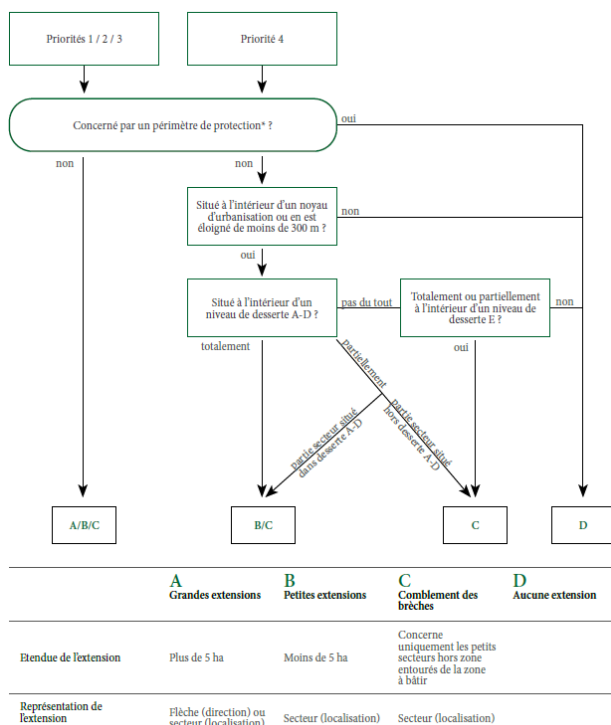 Priorités 1 / 2 / 3
Priorité 4
Concerné par un périmètre de protection* ?
oui
non
non
Situé à l'intérieur d'un noyau
d'urbanisation ou en est
éloigné de moins de 300 m ?
non
oui
Situé à l'intérieur d'un
niveau de desserte A-D ?
pas du tout
Totalement ou partiellement
à l'intérieur d'un niveau de
desserte E ?
non
totalement
partiellement
oui
partie secteur situé
dans desserte A-D
partie secteur situé
hors desserte A-D
A/B/C
B/C
C
D
A
Grandes extensions
B
Petites extensions
C
Comblement des
brèches
D
Aucune extension
Etendue de l'extension
Plus de 5 ha
Moins de 5 ha
Concerne
uniquement les petits
secteurs hors zone
entourés de la zone
à bâtir
Représentation de
l'extension
Flèche (direction) ou
secteur (localisation)
Secteur (localisation)
Secteur (localisation)